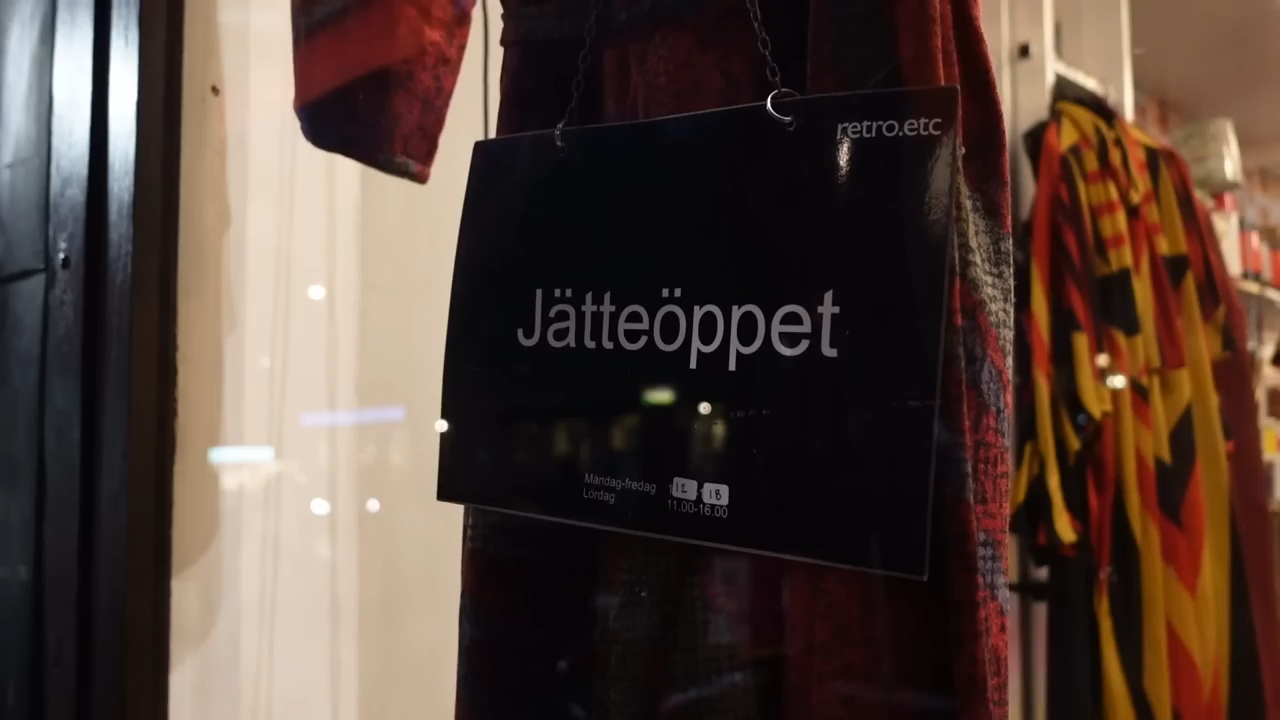 retro.etc
Jätteöppet
Måndag-fredag 12 18
Lördag 11.00-16.00